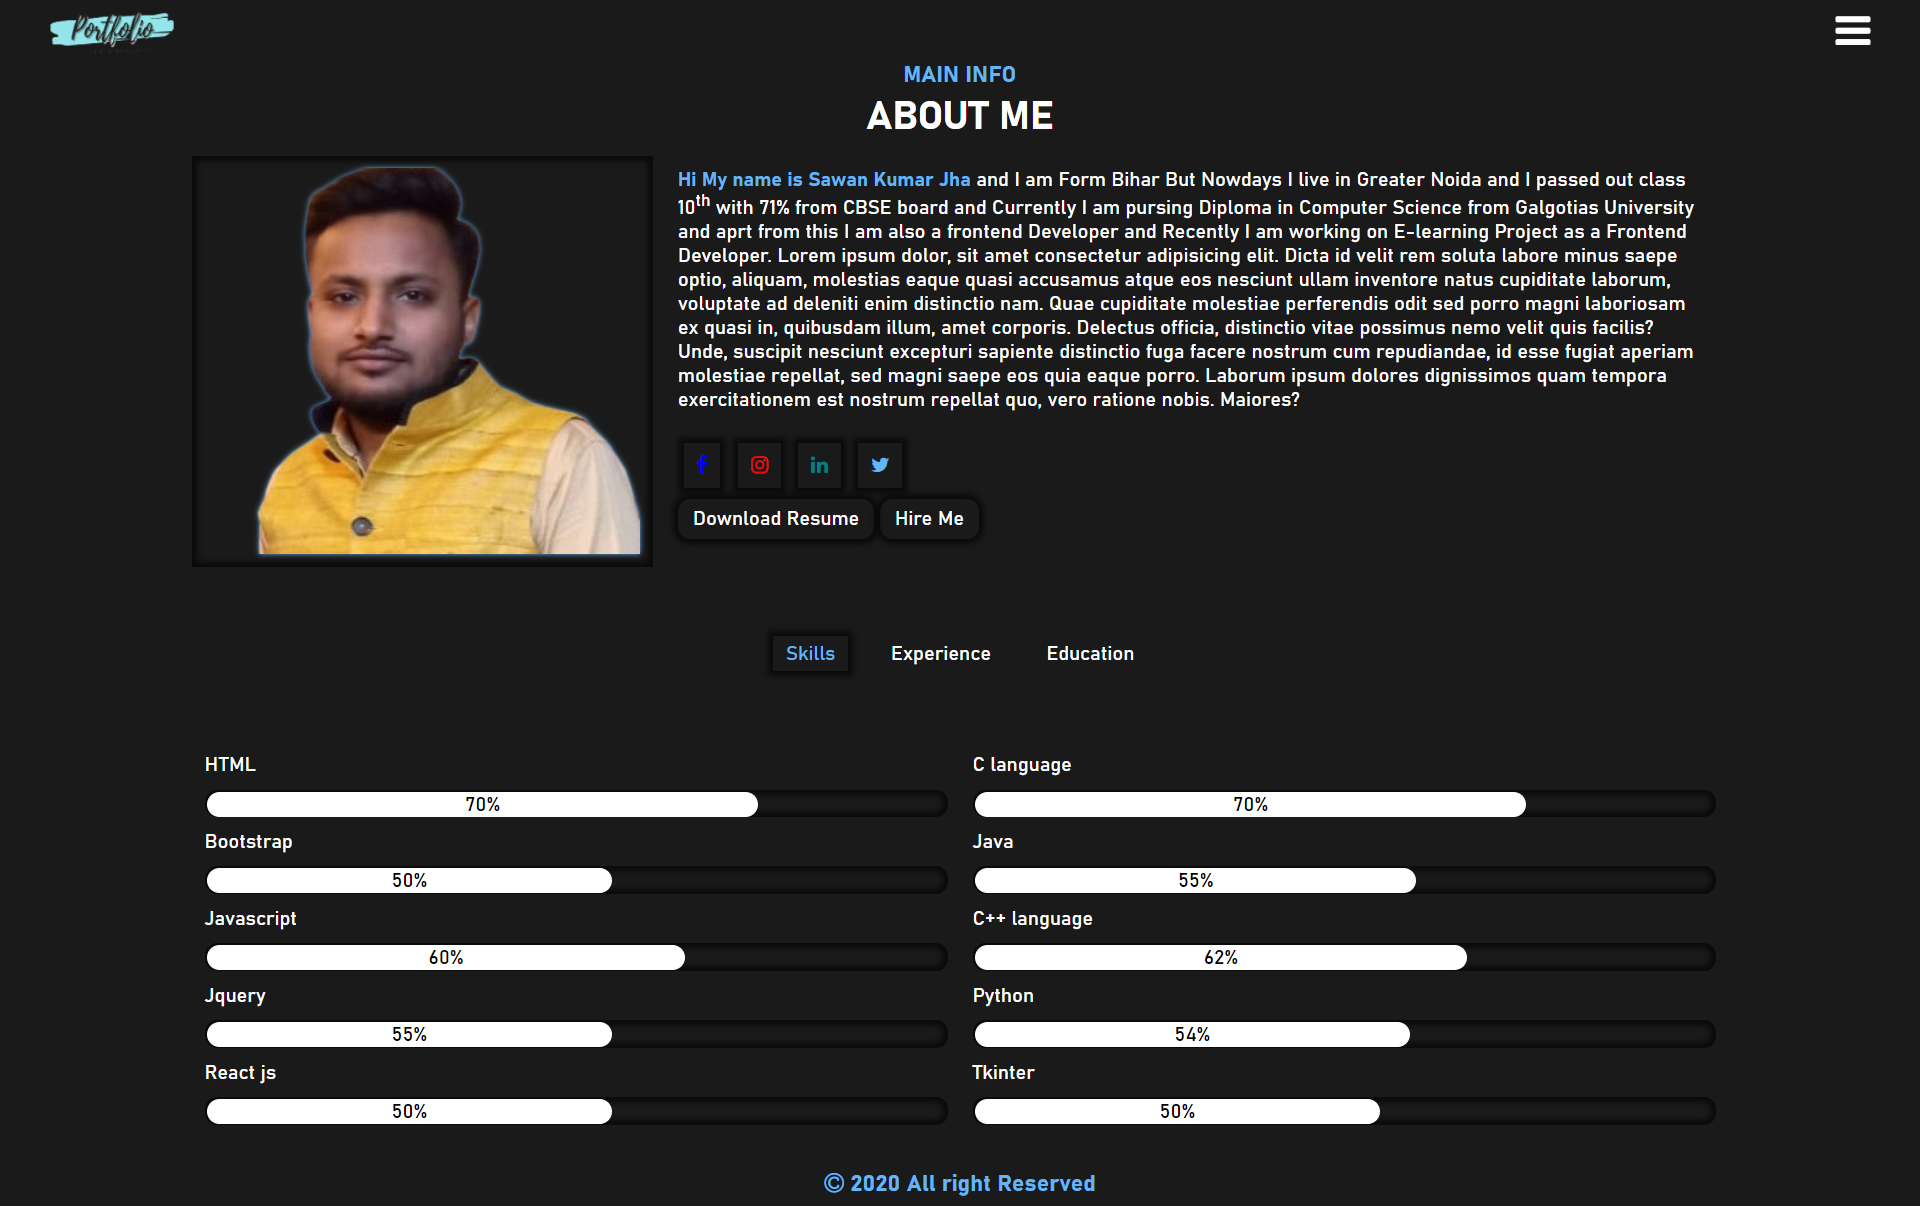 Portfolio
MAIN INFO
ABOUT ME
Hi My name is Sawan Kumar Jha and I am Form Bihar But Nowdays I live in Greater Noida and I passed out class
10th with 71% from CBSE board and Currently I am pursing Diploma in Computer Science from Galgotias University
and aprt from this I am also a frontend Developer and Recently I am working on E-learning Project as a Frontend
Developer. Lorem ipsum dolor, sit amet consectetur adipisicing elit. Dicta id velit rem soluta labore minus saepe
optio, aliquam, molestias eaque quasi accusamus atque eos nesciunt ullam inventore natus cupiditate laborum,
voluptate ad deleniti enim distinctio nam. Quae cupiditate molestiae perferendis odit sed porro magni laboriosam
ex quasi in, quibusdam illum, amet corporis. Delectus officia, distinctio vitae possimus nemo velit quis facilis?
Unde, suscipit nesciunt excepturi sapiente distinctio fuga facere nostrum cum repudiandae, id esse fugiat aperiam
molestiae repellat, sed magni saepe eos quia eaque porro. Laborum ipsum dolores dignissimos quam tempora
exercitationem est nostrum repellat quo, vero ratione nobis. Maiores?
Download Resume Hire Me
Skills Experience Education
HTML
70%
Bootstrap
50%
Javascript
60%
Jquery
55%
React js
50%
C language
70%
Java
55%
C++ language
62%
Python
54%
Tkinter
50%
© 2020 All right Reserved